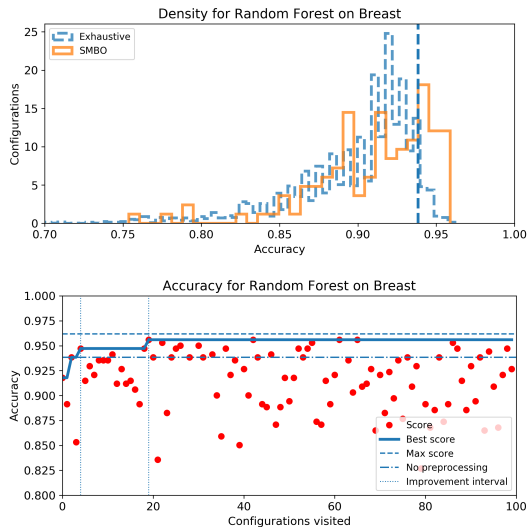 Density for Random Forest on Breast
Exhaustive
SMBO
25
20
15
10
5
0
Configurations
0.70 0.75 0.80 0.85 0.90 0.95 1.00
Accuracy
Accuracy for Random Forest on Breast
1.000
0.975
0.950
0.925
0.900
0.875
0.850
0.825
0.800
Accuracy
Score
Best score
Max score
No preprocessing
Improvement interval
0 20 40 60 80 100
Configurations visited